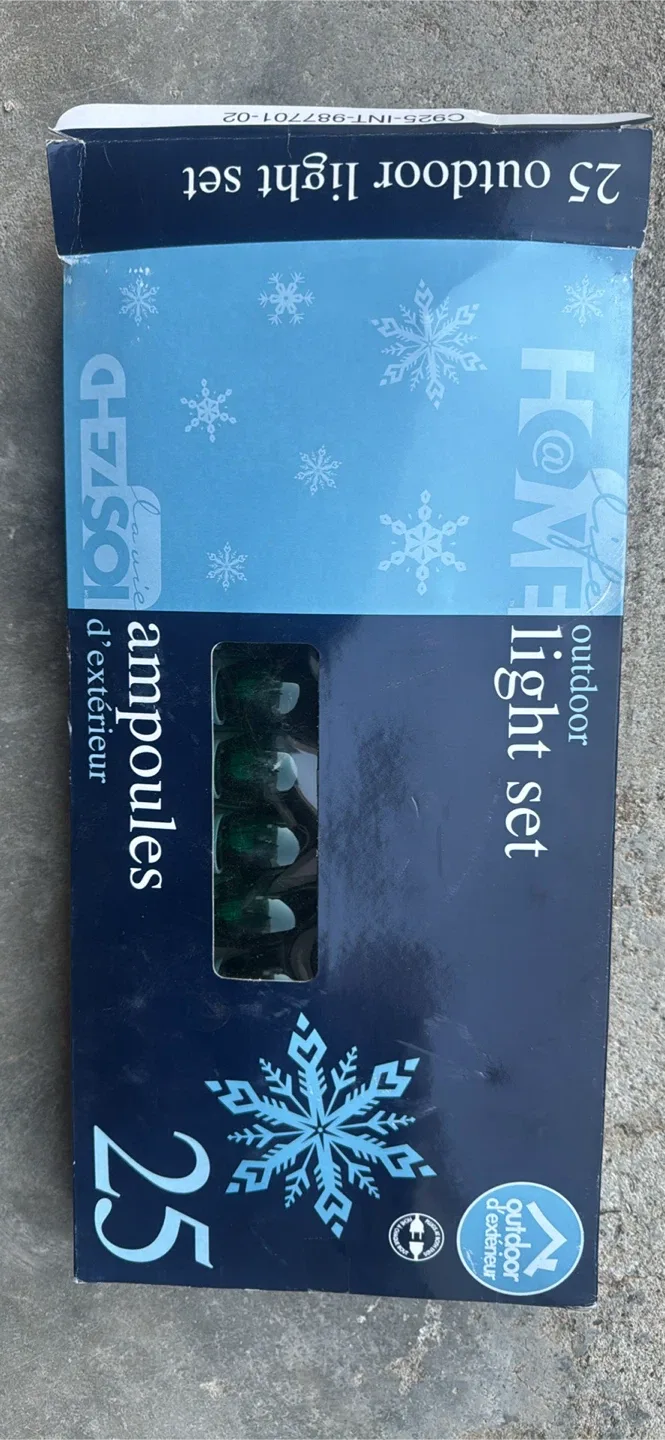 C925-INT-987701-02
25 outdoor light set
H@ME
life
outdoor
light set
CHEZSOI
la vie
ampoules
d'extérieur
25
outdoor
d'extérieur